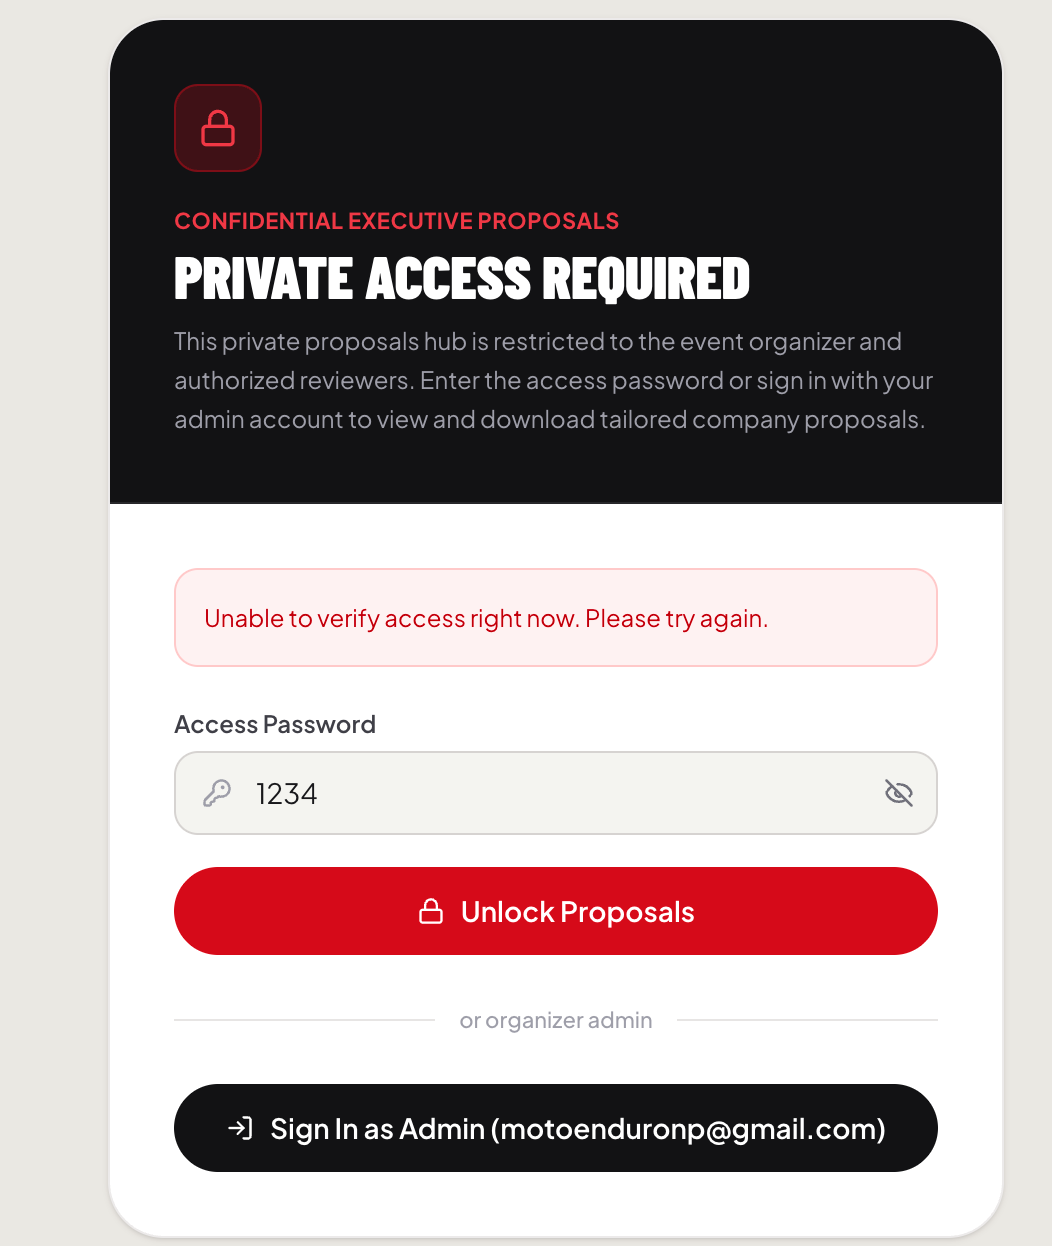 CONFIDENTIAL EXECUTIVE PROPOSALS
PRIVATE ACCESS REQUIRED
This private proposals hub is restricted to the event organizer and
authorized reviewers. Enter the access password or sign in with your
admin account to view and download tailored company proposals.
Unable to verify access right now. Please try again.
Access Password
1234
Unlock Proposals
or organizer admin
Sign In as Admin (motoenduronp@gmail.com)